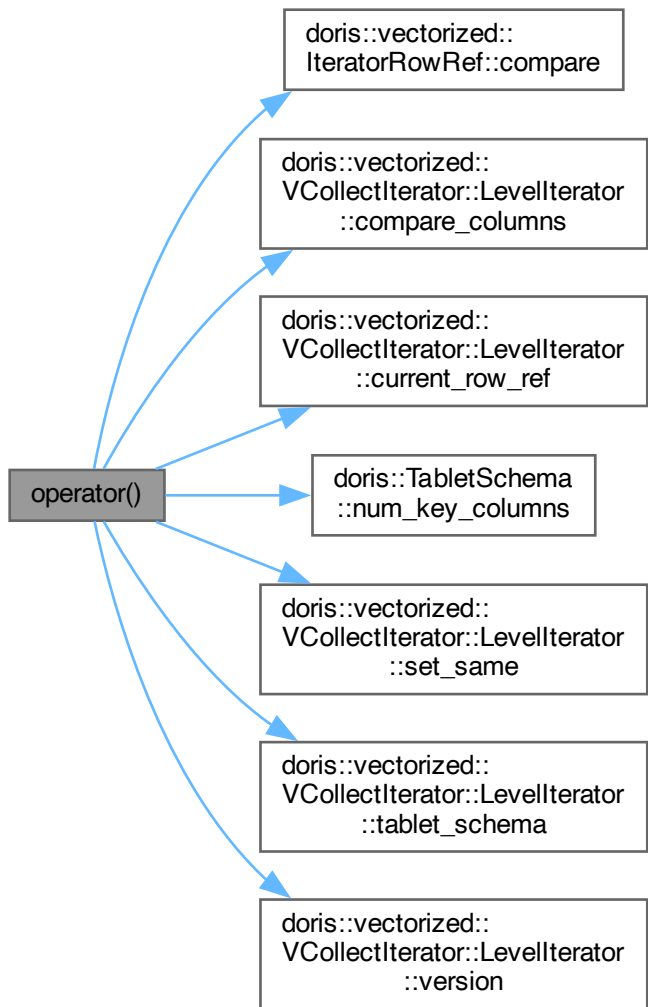 doris::vectorized::
IteratorRowRef::compare
doris::vectorized::
VCollectIterator::LevelIterator
::compare_columns
doris::vectorized::
VCollectIterator::LevelIterator
::current_row_ref
operator()
doris::TabletSchema
::num_key_columns
doris::vectorized::
VCollectIterator::LevelIterator
::set_same
doris::vectorized::
VCollectIterator::LevelIterator
::tablet_schema
doris::vectorized::
VCollectIterator::LevelIterator
::version